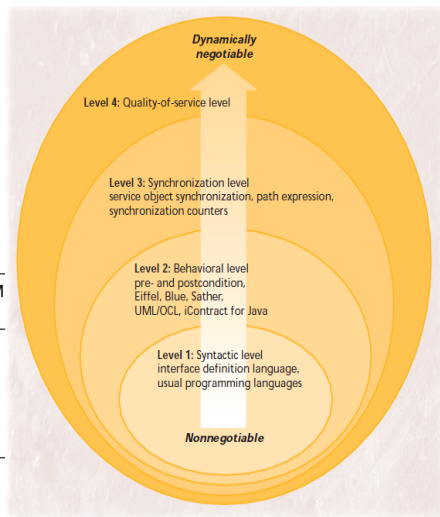 Dynamically
negotiable
Level 4: Quality-of-service level
Level 3: Synchronization level
service object synchronization, path expression,
synchronization counters
Level 2: Behavioral level
pre- and postcondition,
Eiffel, Blue, Sather,
UML/OCL, iContract for Java
Level 1: Syntactic level
interface definition language,
usual programming languages
Nonnegotiable